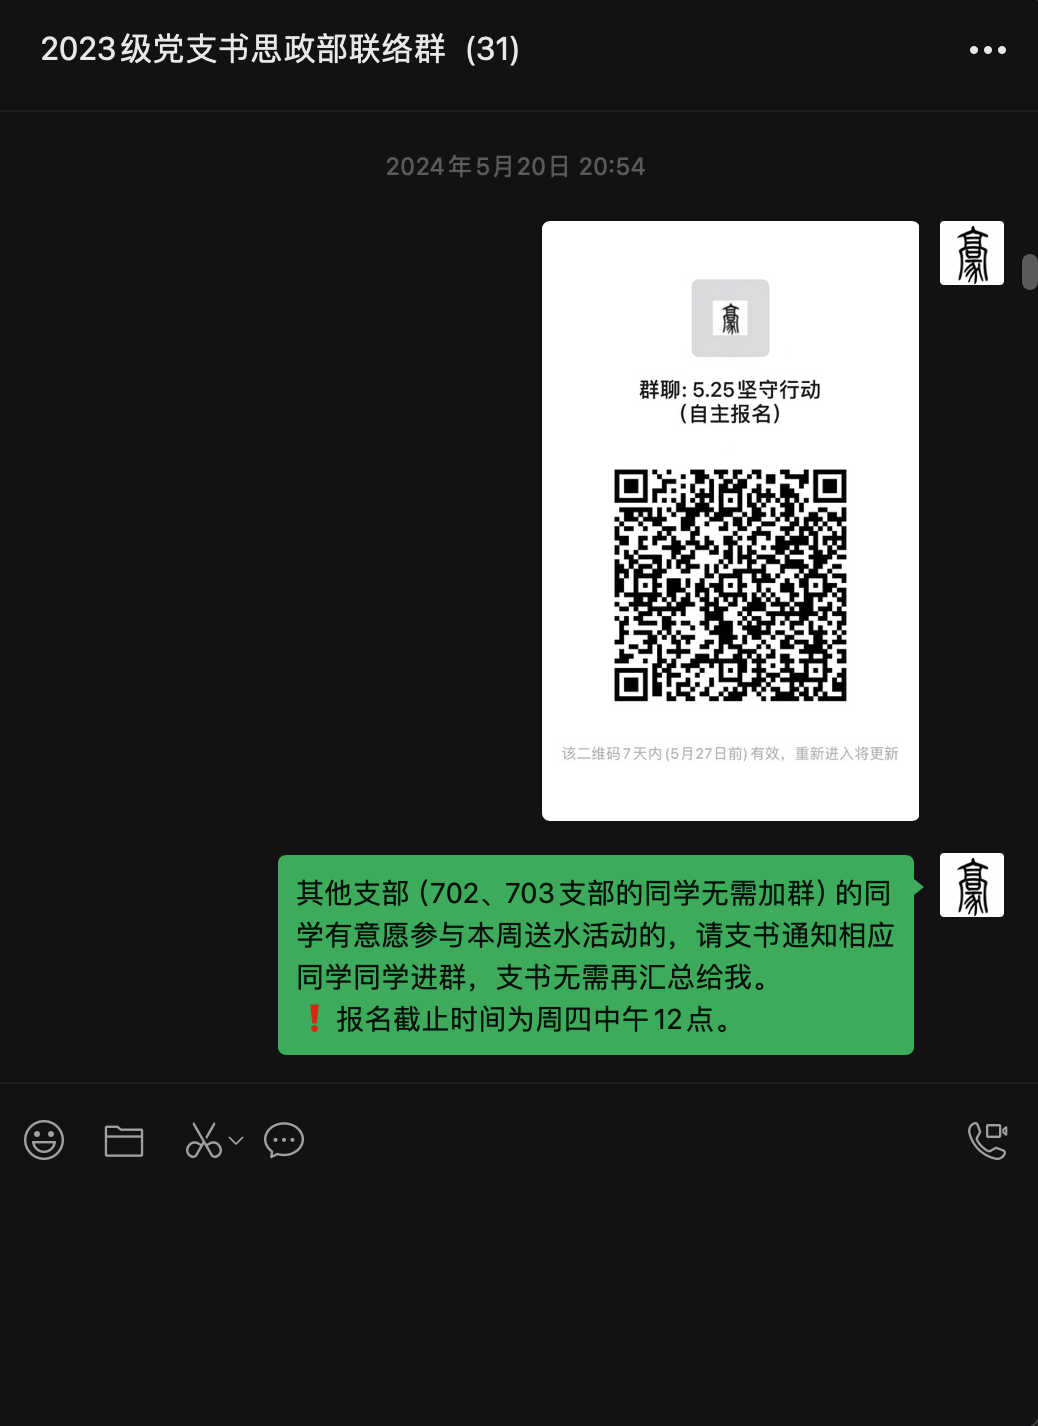 2023级党支书思政部联络群 (31)
2024年5月20日 20:54
群聊: 5.25坚守行动
(自主报名)
该二维码7天内(5月27日前)有效，重新进入将更新
其他支部 (702、703支部的同学无需加群) 的同
学有意愿参与本周送水活动的，请支书通知相应
同学同学进群，支书无需再汇总给我。
❗报名截止时间为周四中午12点。